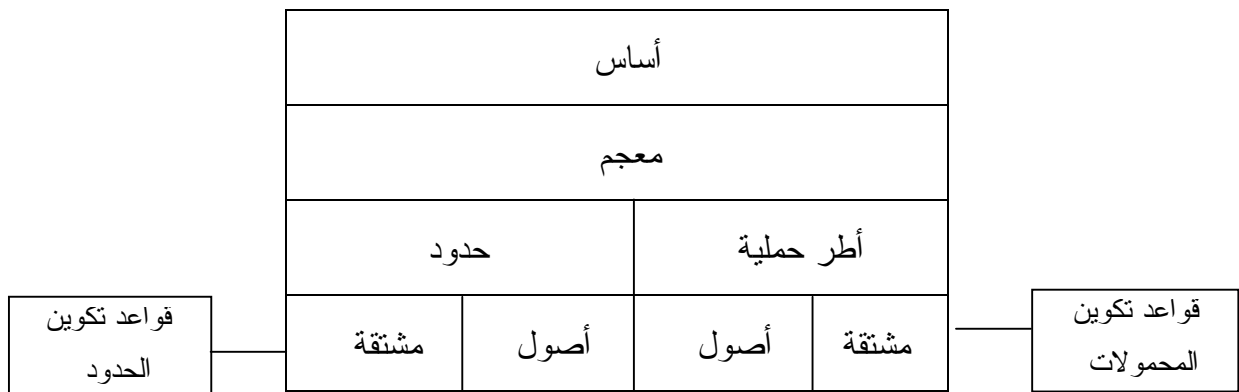 أساس
معجم
أطر حملية
حدود
مشتقة
أصول
أصول
مشتقة
قواعد تكوين
المحمولات
قواعد تكوين
الحدود